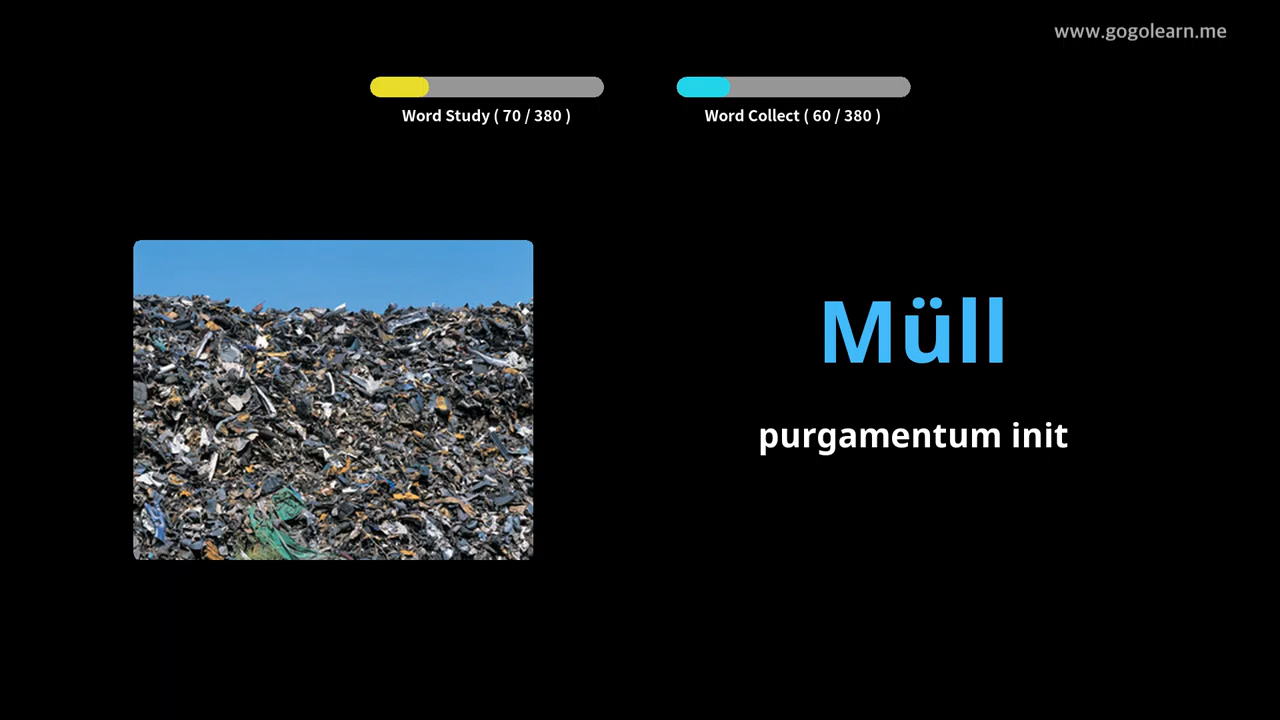 www.gogolearn.me
Word Study ( 70 / 380 )
Word Collect ( 60 / 380 )
Müll
purgamentum init